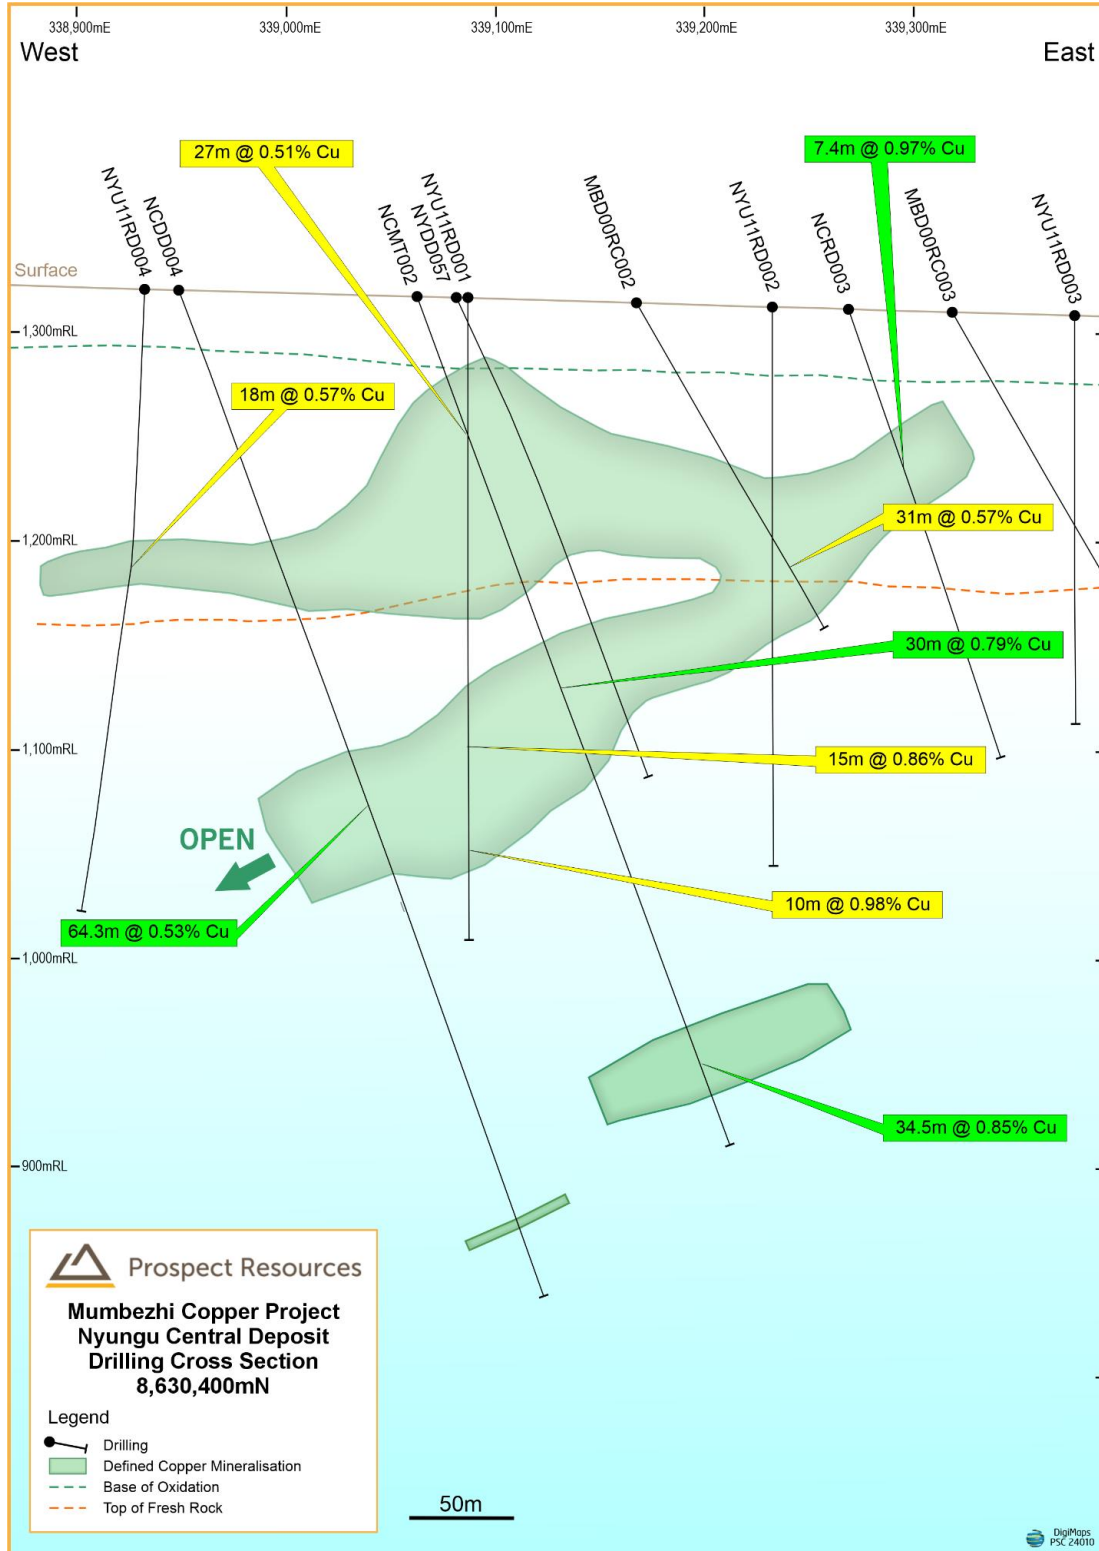 338,900mE
339,000mE
339,100mE
339,200mE
339,300mE
West
East
27m @ 0.51% Cu
7.4m @ 0.97% Cu
NYU11RD004
NCDD004
NCMT002
NYDD057
NYU11RD001
MBD00RC002
NYU11RD002
NCRD003
MBD00RC003
NYU11RD003
Surface
1,300mRL
18m @ 0.57% Cu
31m @ 0.57% Cu
1,200mRL
30m @ 0.79% Cu
1,100mRL
15m @ 0.86% Cu
OPEN
10m @ 0.98% Cu
64.3m @ 0.53% Cu
1,000mRL
34.5m @ 0.85% Cu
900mRL
Prospect Resources
Mumbezhi Copper Project
Nyungu Central Deposit
Drilling Cross Section
8,630,400mN
Legend
Drilling
Defined Copper Mineralisation
Base of Oxidation
Top of Fresh Rock
50m
DigiMaps
PSC 24010